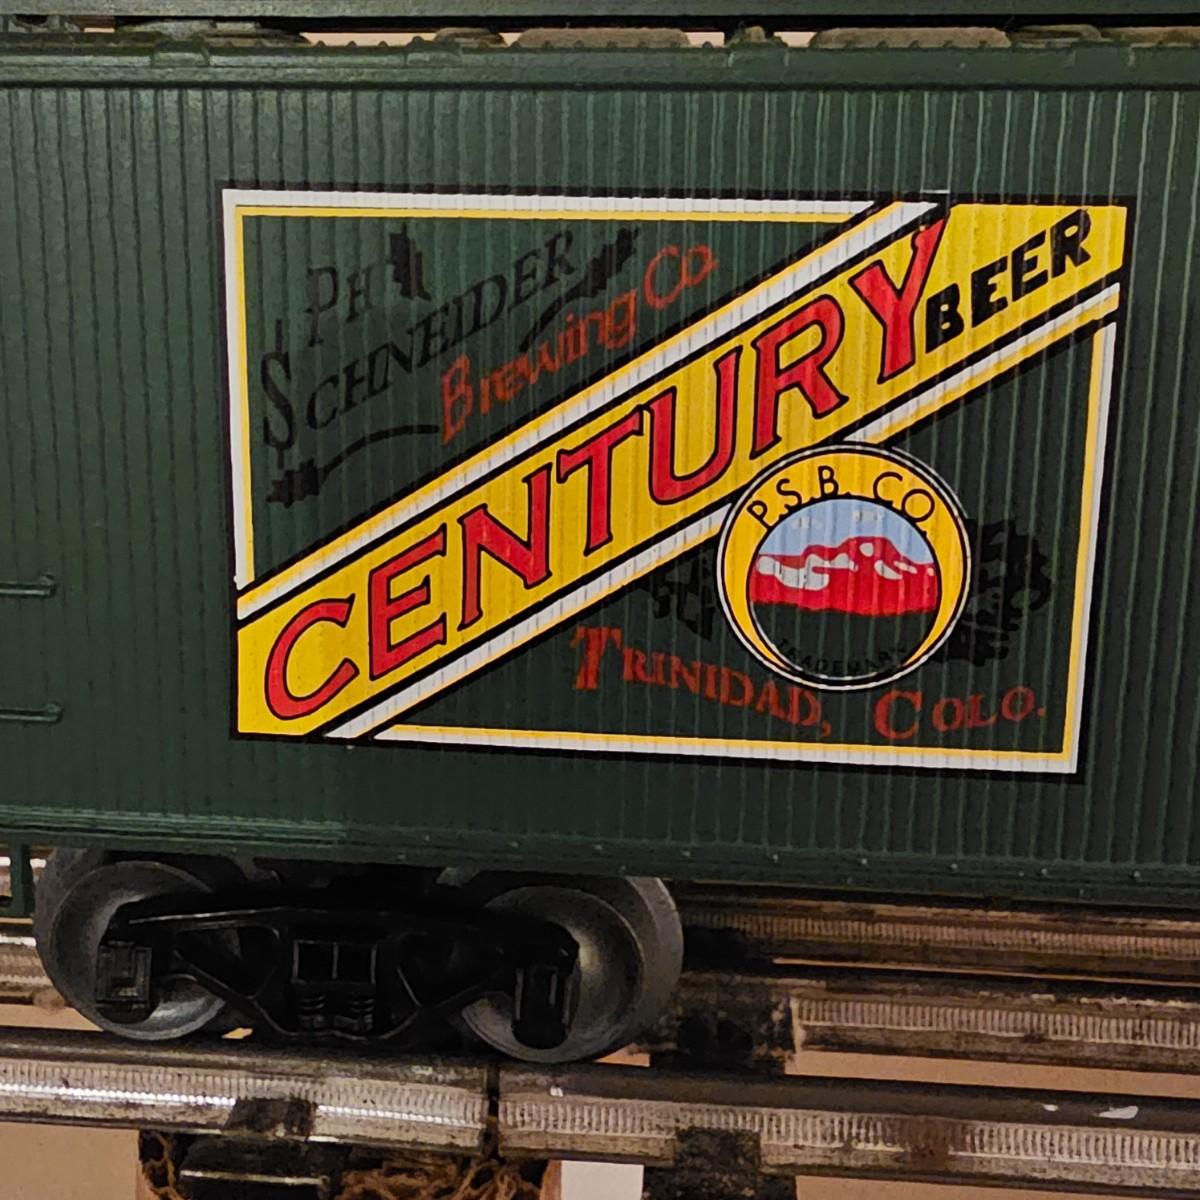 PH
SCHNEIDER
Brewing Co.
CENTURY BEER
P.S.B. CO.
TRADEMARK
TRINIDAD, COLO.